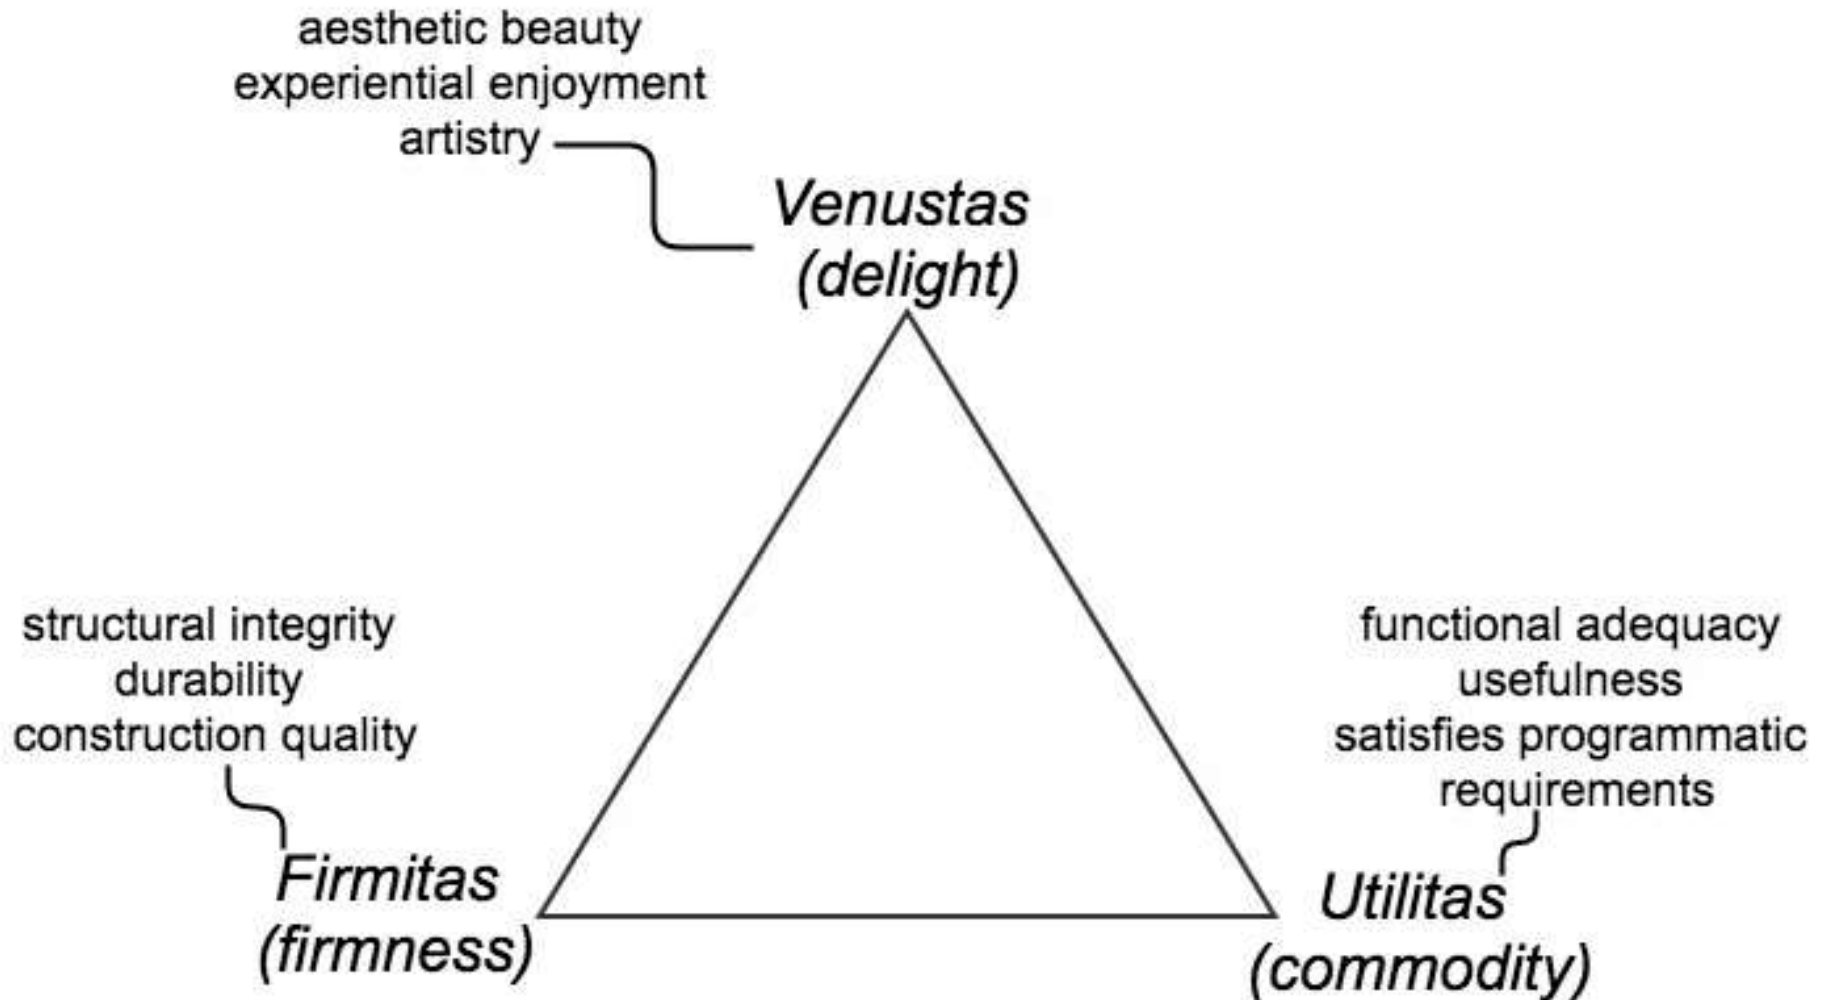 aesthetic beauty
experiential enjoyment
artistry
Venustas
(delight)
structural integrity
durability
construction quality
Firmitas
(firmness)
functional adequacy
usefulness
satisfies programmatic
requirements
Utilitas
(commodity)